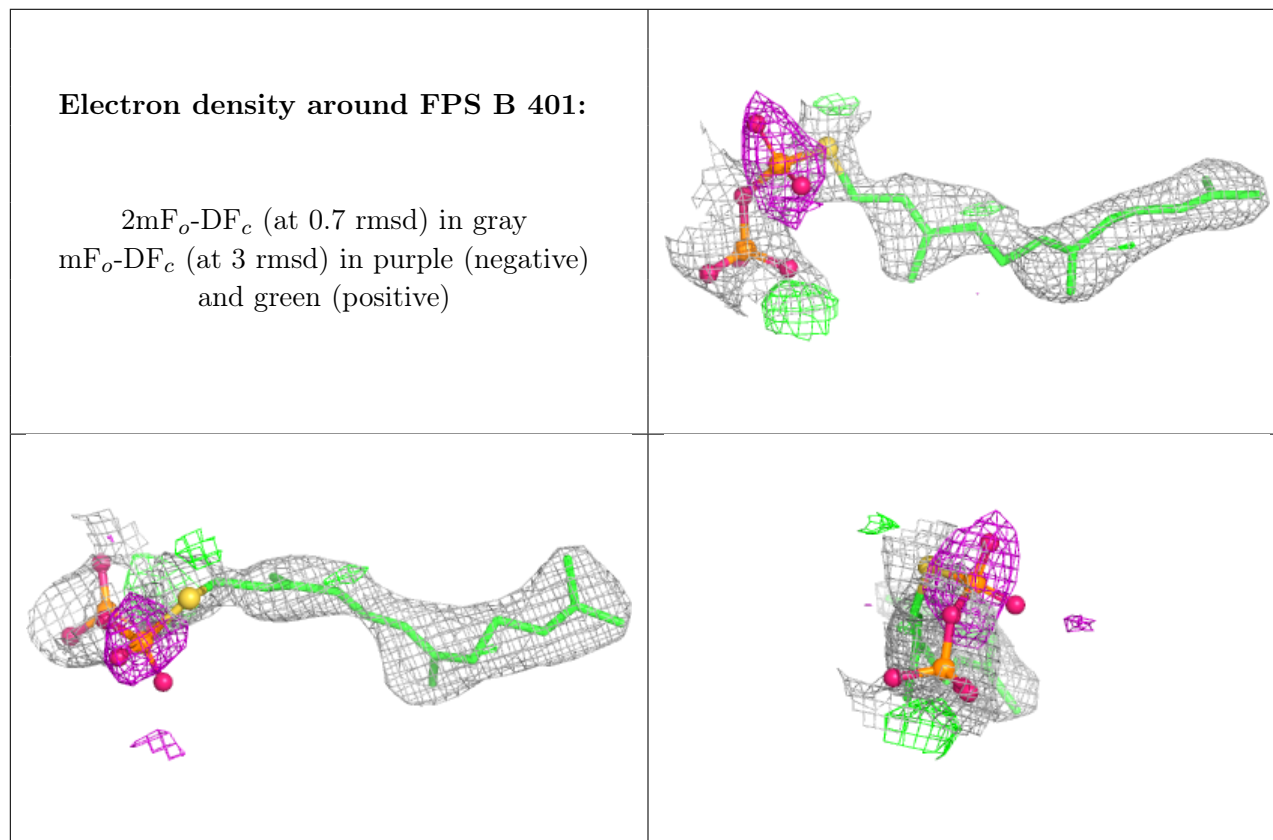 Electron density around FPS B 401:
2mFo-DFc (at 0.7 rmsd) in gray
mFo-DFc (at 3 rmsd) in purple (negative)
and green (positive)